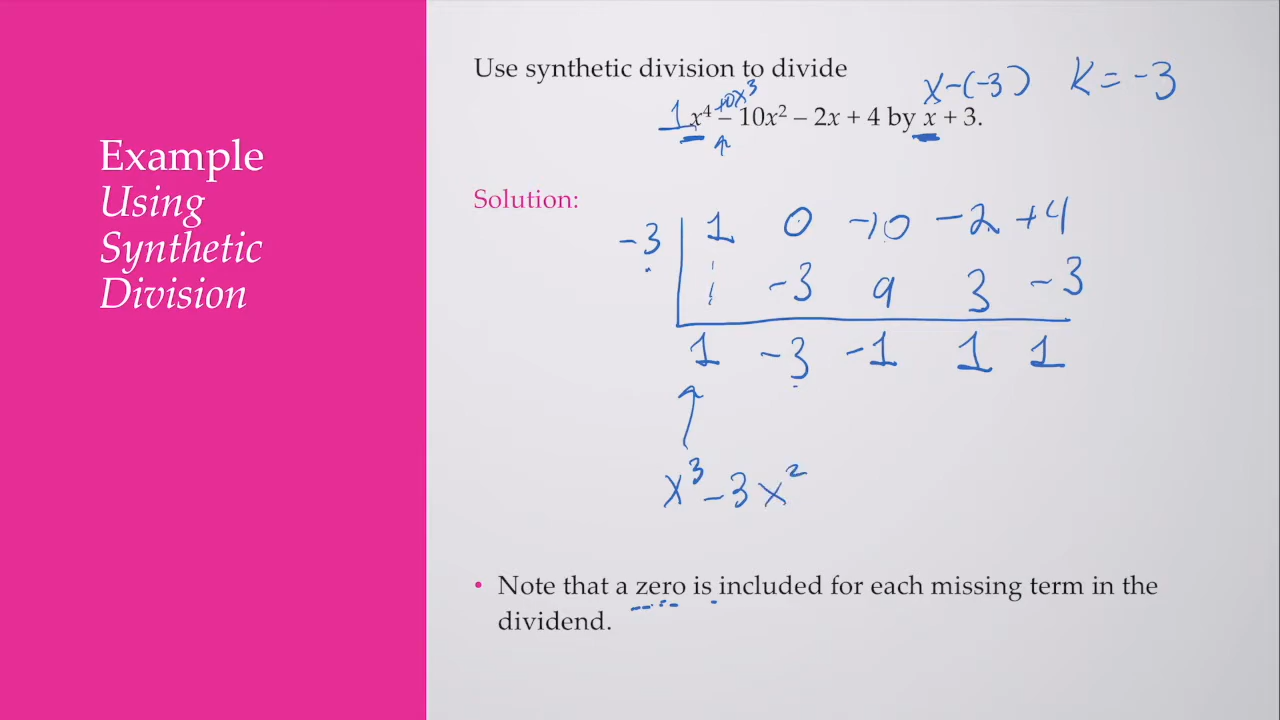 Example
Using
Synthetic
Division
Use synthetic division to divide
x-(-3) K=-3
+0x³
1x⁴ – 10x² – 2x + 4 by x + 3.
Solution:
-3 1 0 -10 -2 +4
-3 9 3 -3
1 -3 -1 1 1
x³-3x²
• Note that a zero is included for each missing term in the
dividend.